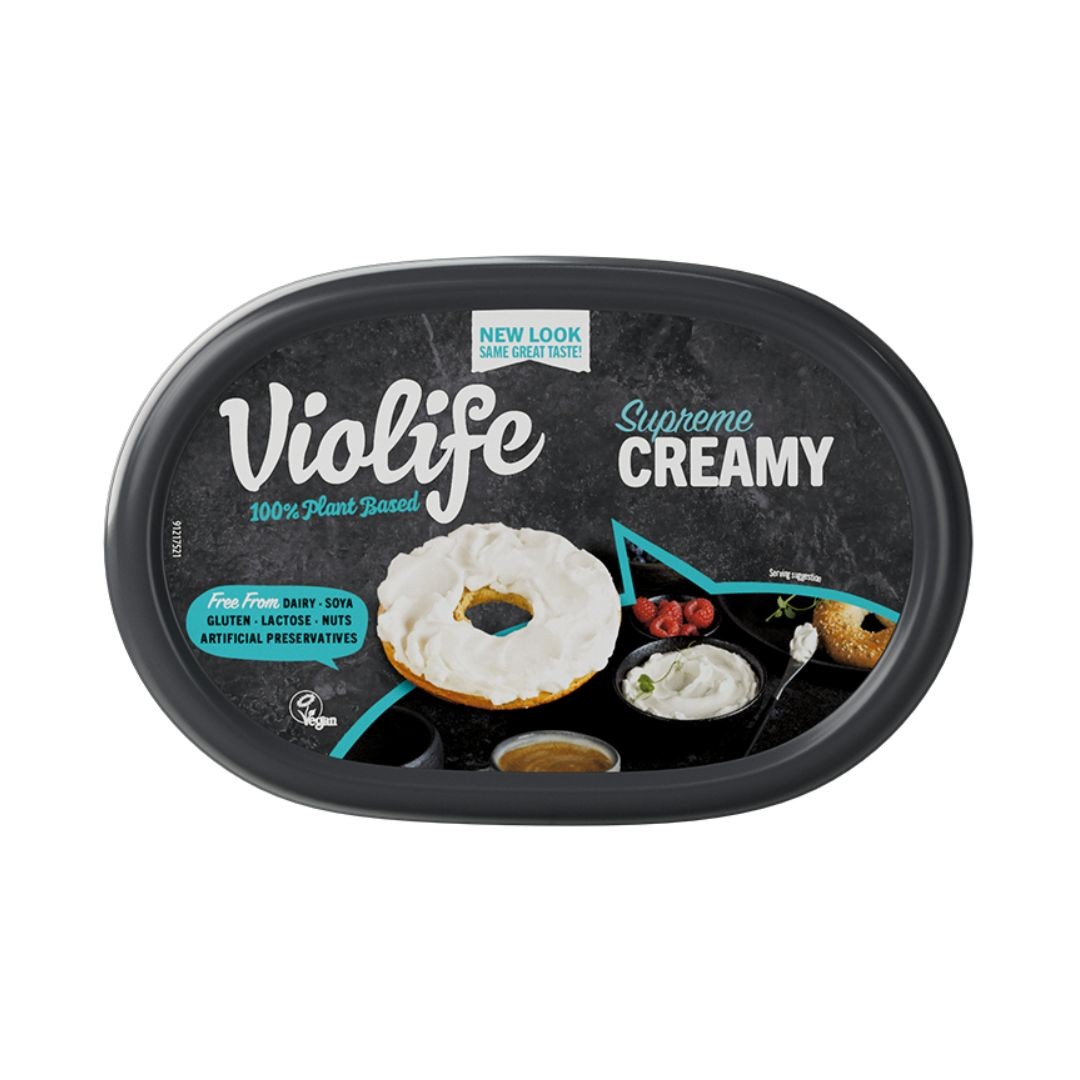 NEW LOOK
SAME GREAT TASTE!
Violife
100% Plant Based
Supreme
CREAMY
91217521
Serving suggestion
Free From DAIRY · SOYA
GLUTEN · LACTOSE · NUTS
ARTIFICIAL PRESERVATIVES
Vegan